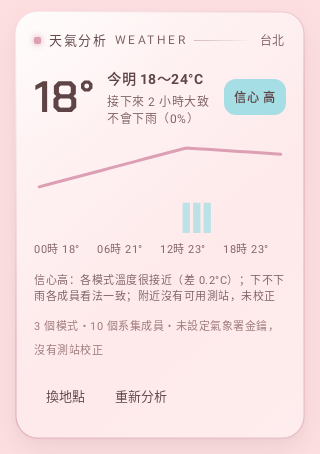 天氣分析 WEATHER 台北
18°
今明 18～24°C
接下來 2 小時大致
不會下雨（0%）
信心 高
00時 18° 06時 21° 12時 23° 18時 23°
信心高：各模式溫度很接近（差 0.2°C）；下不下
雨各成員看法一致；附近沒有可用測站，未校正
3 個模式・10 個系集成員・未設定氣象署金鑰，
沒有測站校正
換地點 重新分析